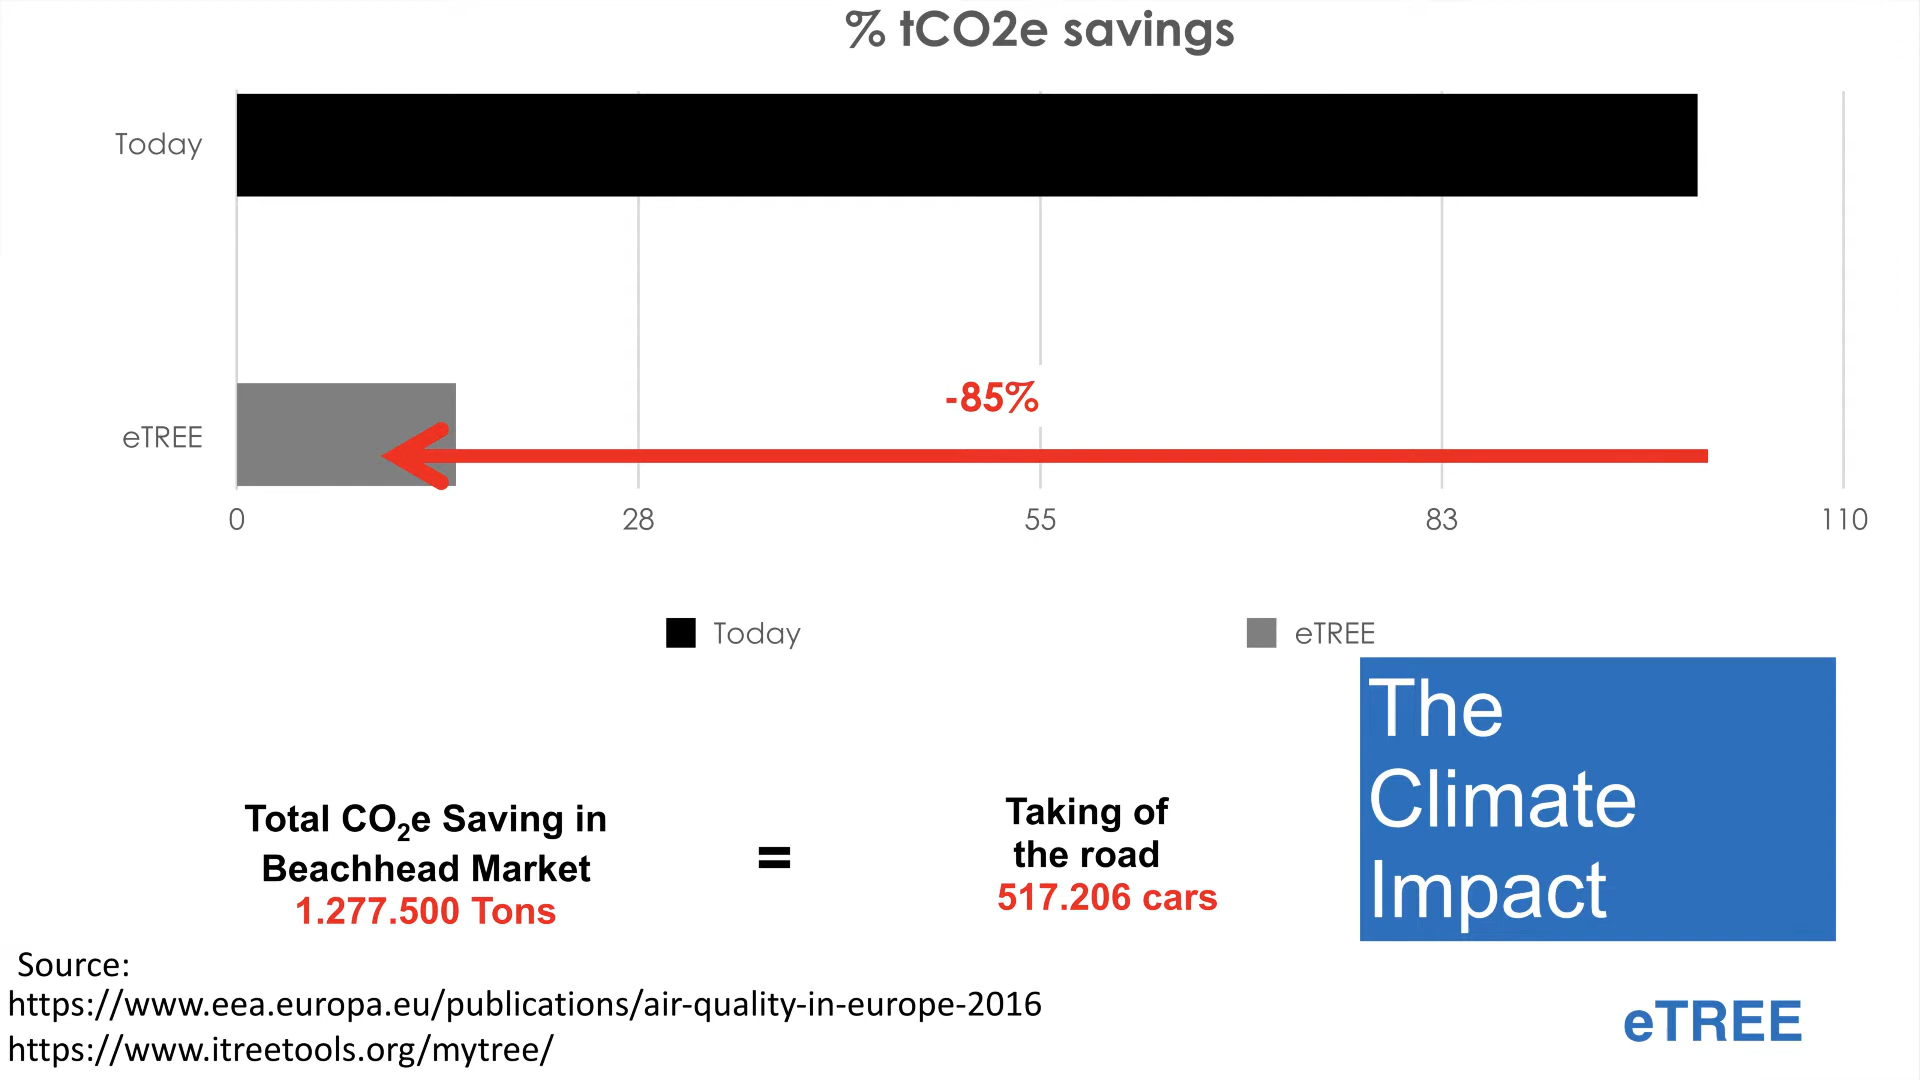 % tCO2e savings
Today
-85%
eTREE
0 28 55 83 110
Today eTREE
The
Climate
Impact
Total CO₂e Saving in
Beachhead Market
1.277.500 Tons
=
Taking of
the road
517.206 cars
Source:
https://www.eea.europa.eu/publications/air-quality-in-europe-2016
https://www.itreetools.org/mytree/
eTREE